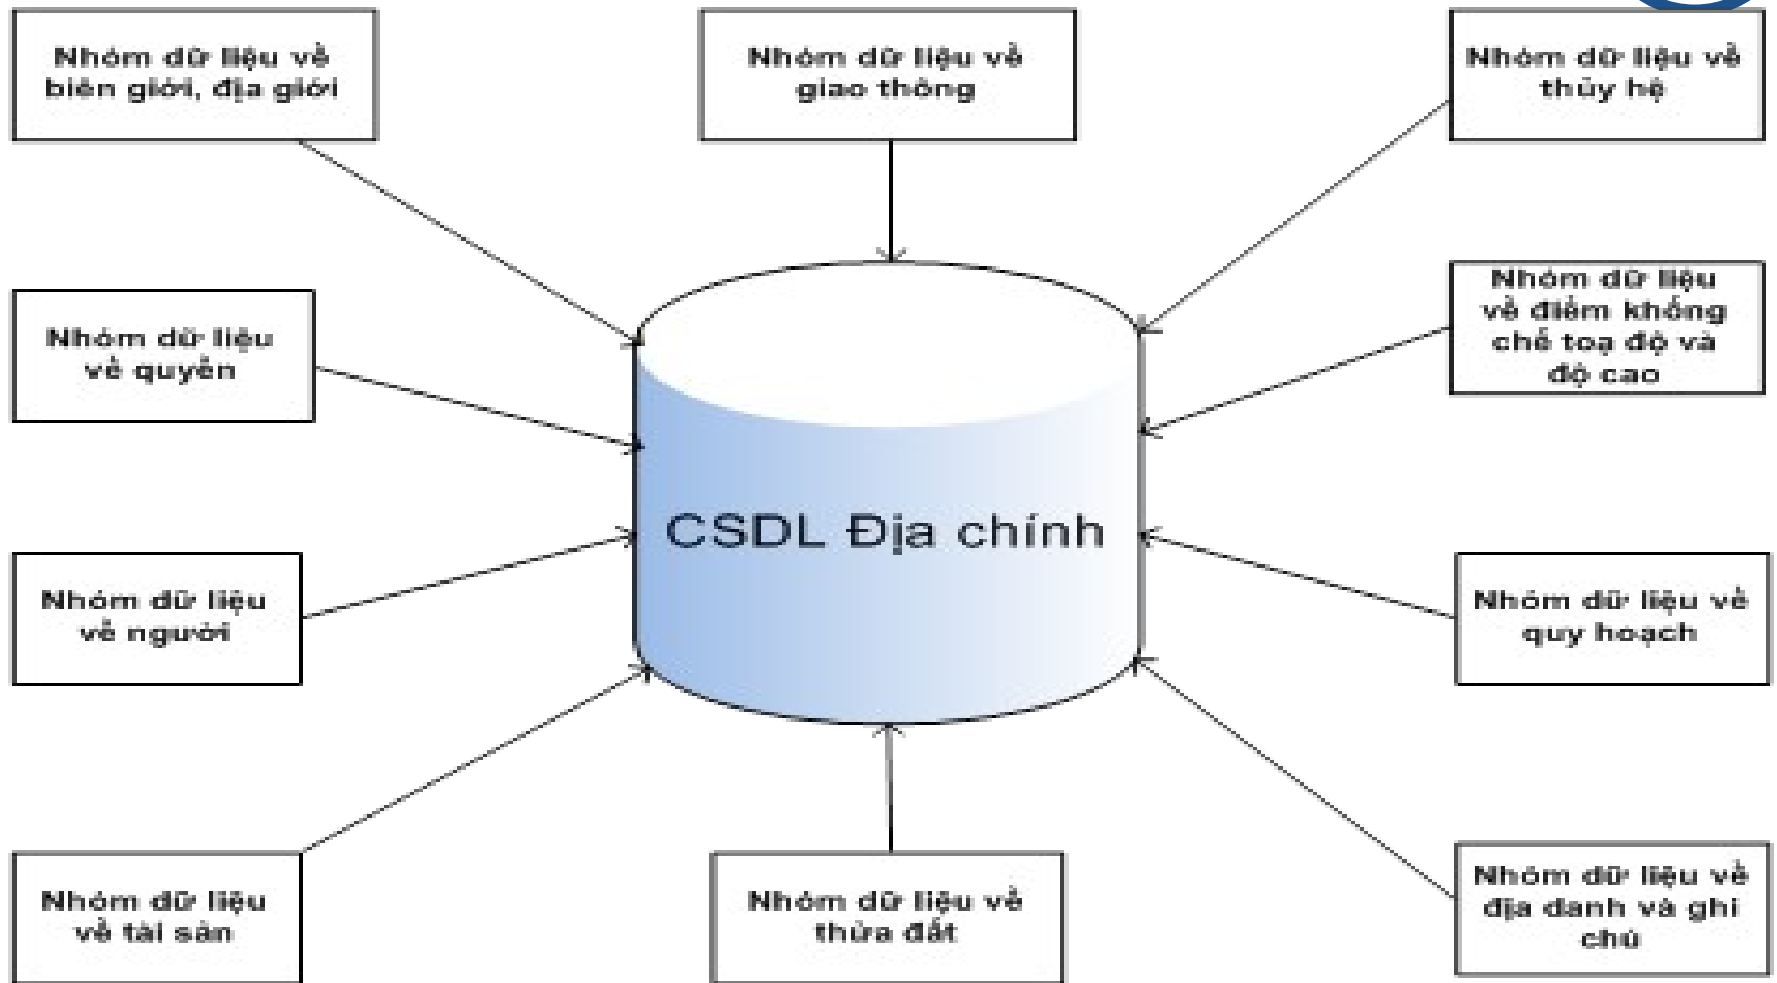 Nhóm dữ liệu về
biên giới, địa giới
Nhóm dữ liệu về
giao thông
Nhóm dữ liệu về
thủy hệ
Nhóm dữ liệu
về quyền
Nhóm dữ liệu
về điểm khống
chế toạ độ và
độ cao
CSDL Địa chính
Nhóm dữ liệu
về người
Nhóm dữ liệu về
quy hoạch
Nhóm dữ liệu
về tài sản
Nhóm dữ liệu về
thửa đất
Nhóm dữ liệu về
địa danh và ghi
chú